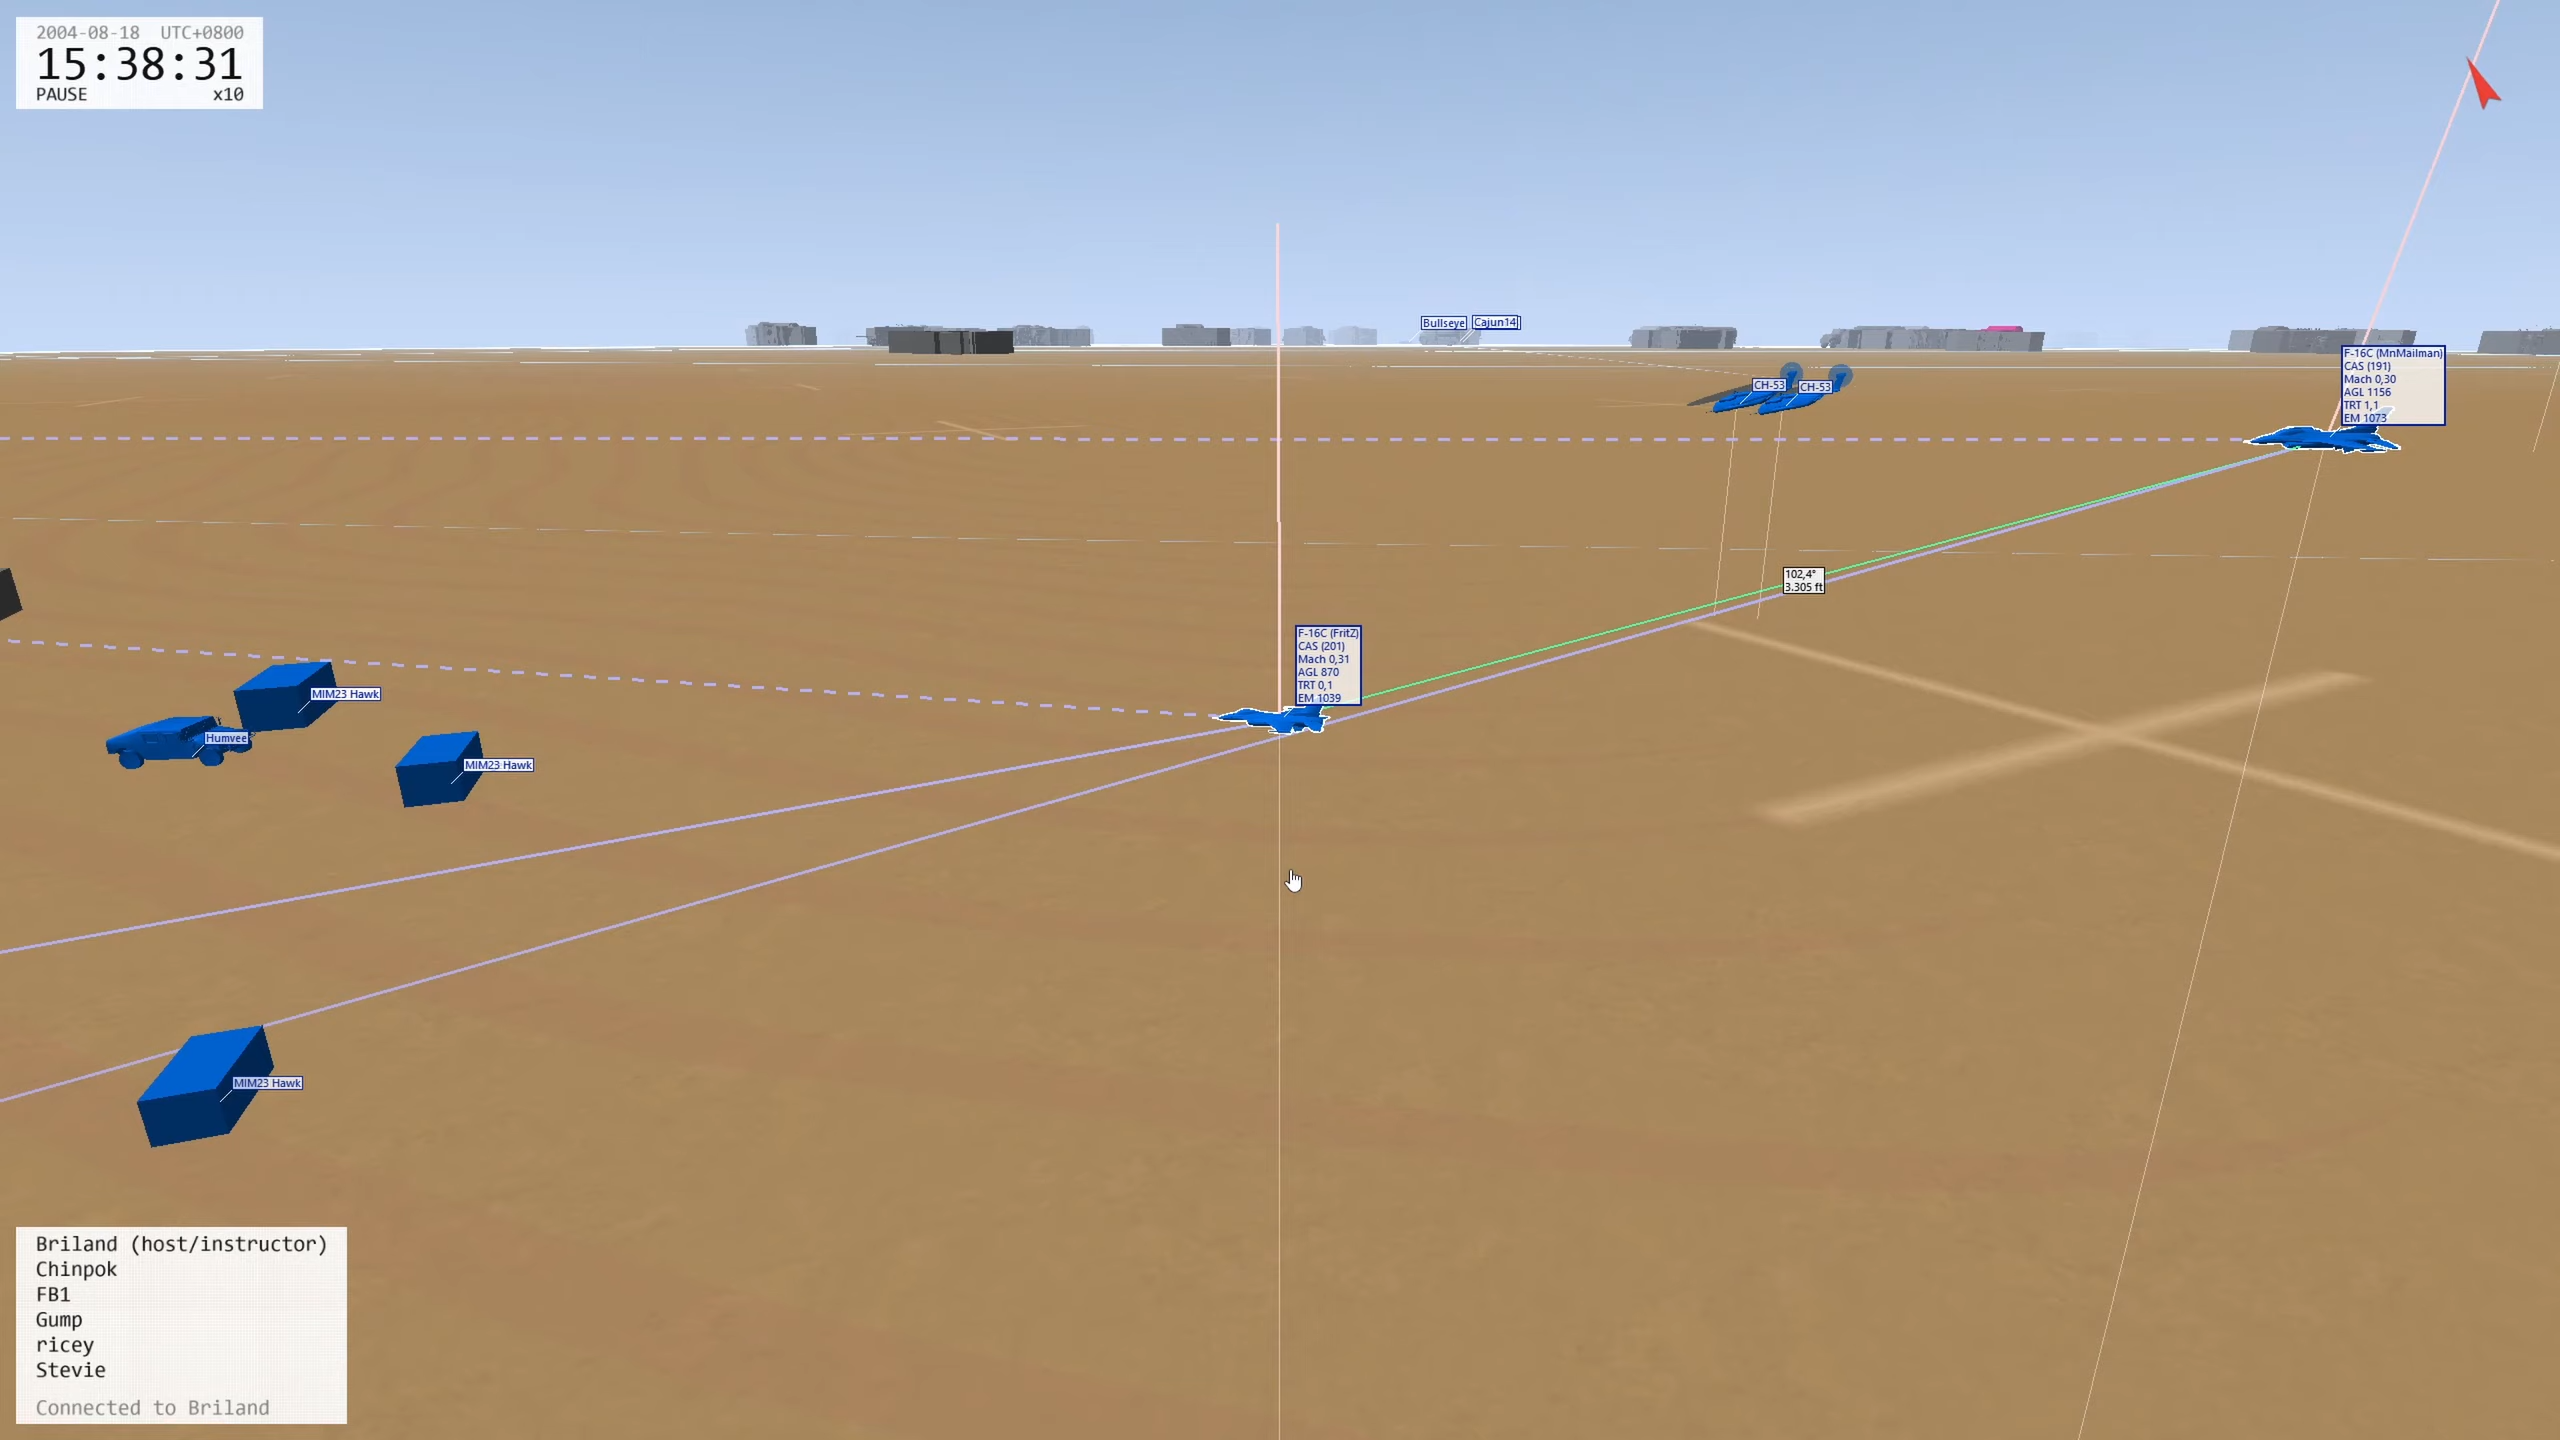 2004-08-18 UTC+0800
15:38:31
PAUSE x10
Bullseye
Cajun14
F-16C (MnMailman)
CAS (191)
Mach 0,30
AGL 1156
TRT 1,1
EM 1073
CH-53
CH-53
102,4°
3.305 ft
F-16C (FritZ)
CAS (201)
Mach 0,31
AGL 870
TRT 0,1
EM 1039
MIM23 Hawk
Humvee
MIM23 Hawk
MIM23 Hawk
Briland (host/instructor)
Chinpok
FB1
Gump
ricey
Stevie
Connected to Briland